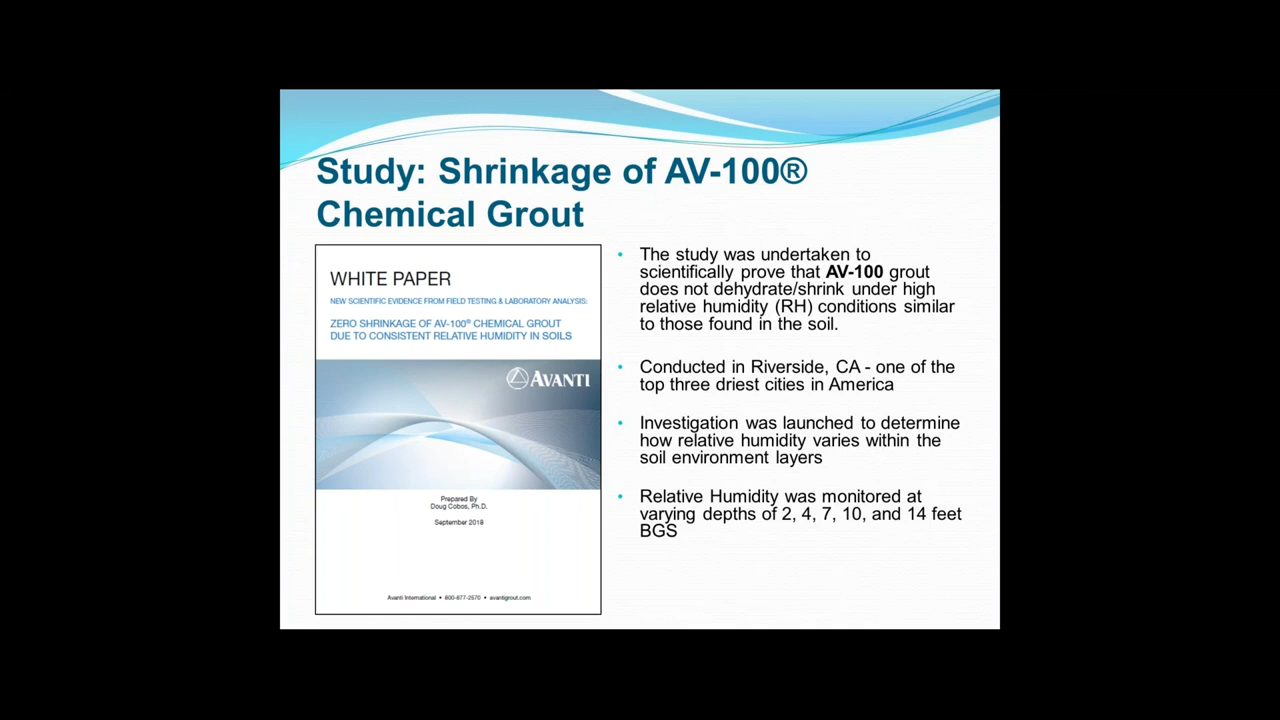 Study: Shrinkage of AV-100®
Chemical Grout
WHITE PAPER
NEW SCIENTIFIC EVIDENCE FROM FIELD TESTING & LABORATORY ANALYSIS:
ZERO SHRINKAGE OF AV-100® CHEMICAL GROUT
DUE TO CONSISTENT RELATIVE HUMIDITY IN SOILS
AVANTI
Prepared By
Doug Cobos, Ph.D.
September 2018
Avanti International • 800-877-2570 • avantigrout.com
• The study was undertaken to
scientifically prove that AV-100 grout
does not dehydrate/shrink under high
relative humidity (RH) conditions similar
to those found in the soil.
• Conducted in Riverside, CA - one of the
top three driest cities in America
• Investigation was launched to determine
how relative humidity varies within the
soil environment layers
• Relative Humidity was monitored at
varying depths of 2, 4, 7, 10, and 14 feet
BGS